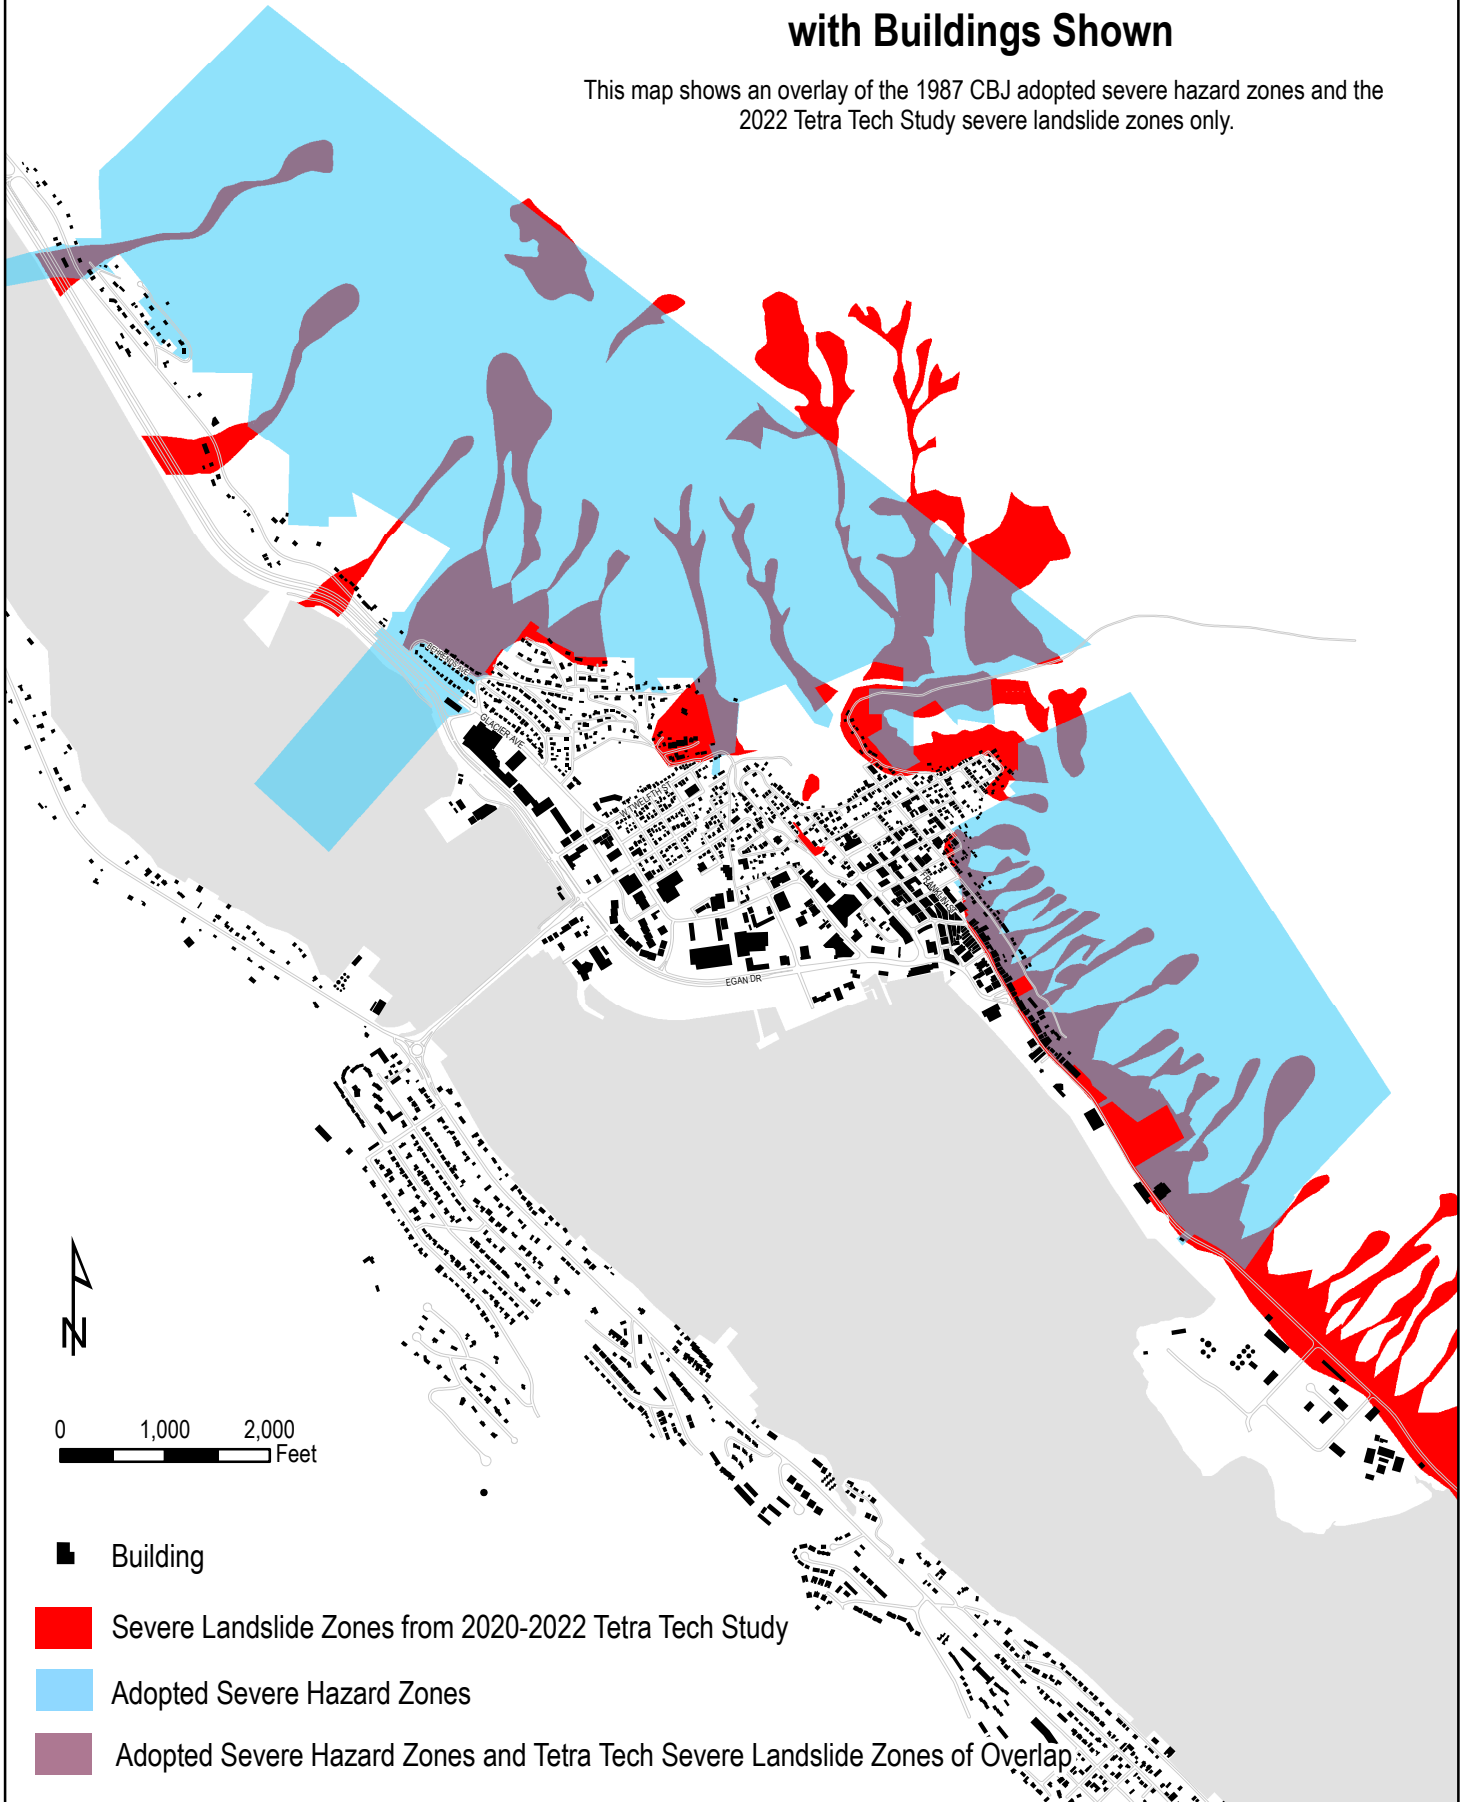 with Buildings Shown
This map shows an overlay of the 1987 CBJ adopted severe hazard zones and the
2022 Tetra Tech Study severe landslide zones only.
GLACIER AVE
W TWELFTH ST
FRANKLIN ST
EGAN DR
N
0 1,000 2,000
Feet
Building
Severe Landslide Zones from 2020-2022 Tetra Tech Study
Adopted Severe Hazard Zones
Adopted Severe Hazard Zones and Tetra Tech Severe Landslide Zones of Overlap